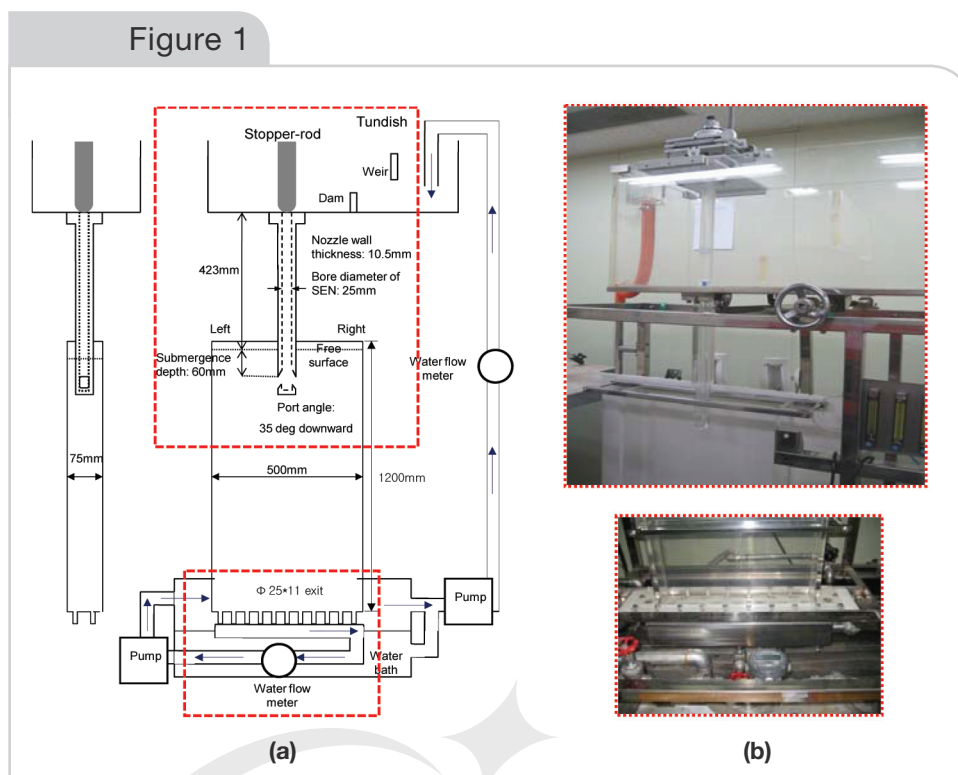 Figure 1
Stopper-rod
Tundish
Weir
Dam
Nozzle wall
thickness: 10.5mm
423mm
Bore diameter of
SEN: 25mm
Left
Right
Free
surface
Submergence
depth: 60mm
Water flow
meter
Port angle:
35 deg downward
75mm
500mm
1200mm
Φ 25*11 exit
Pump
Pump
Water
bath
Water flow
meter
(a)
(b)